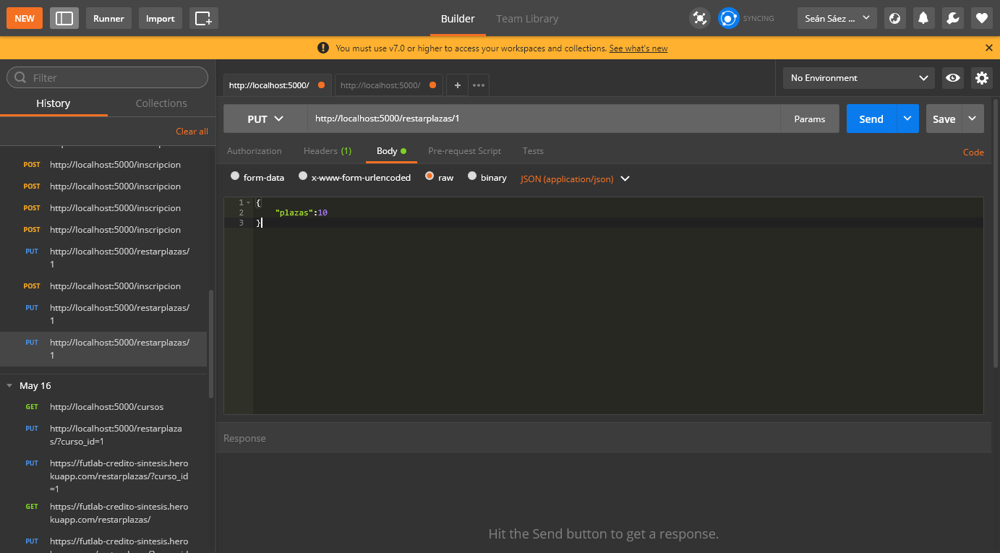 NEW
Runner
Import
Builder
Team Library
SYNCING
Seán Sáez ...
You must use v7.0 or higher to access your workspaces and collections. See what's new
Filter
History
Collections
Clear all
POST http://localhost:5000/inscripcion
POST http://localhost:5000/inscripcion
POST http://localhost:5000/inscripcion
POST http://localhost:5000/inscripcion
PUT http://localhost:5000/restarplazas/
1
POST http://localhost:5000/inscripcion
PUT http://localhost:5000/restarplazas/
1
PUT http://localhost:5000/restarplazas/
1
May 16
GET http://localhost:5000/cursos
PUT http://localhost:5000/restarplaza
s/?curso_id=1
PUT https://futlab-credito-sintesis.hero
kuapp.com/restarplazas/?curso_id
=1
GET https://futlab-credito-sintesis.hero
kuapp.com/restarplazas/
PUT https://futlab-credito-sintesis.hero
http://localhost:5000/
http://localhost:5000/
No Environment
PUT
http://localhost:5000/restarplazas/1
Params
Send
Save
Authorization
Headers (1)
Body
Pre-request Script
Tests
Code
form-data
x-www-form-urlencoded
raw
binary
JSON (application/json)
1 {
2 "plazas":10
3 }
Response
Hit the Send button to get a response.